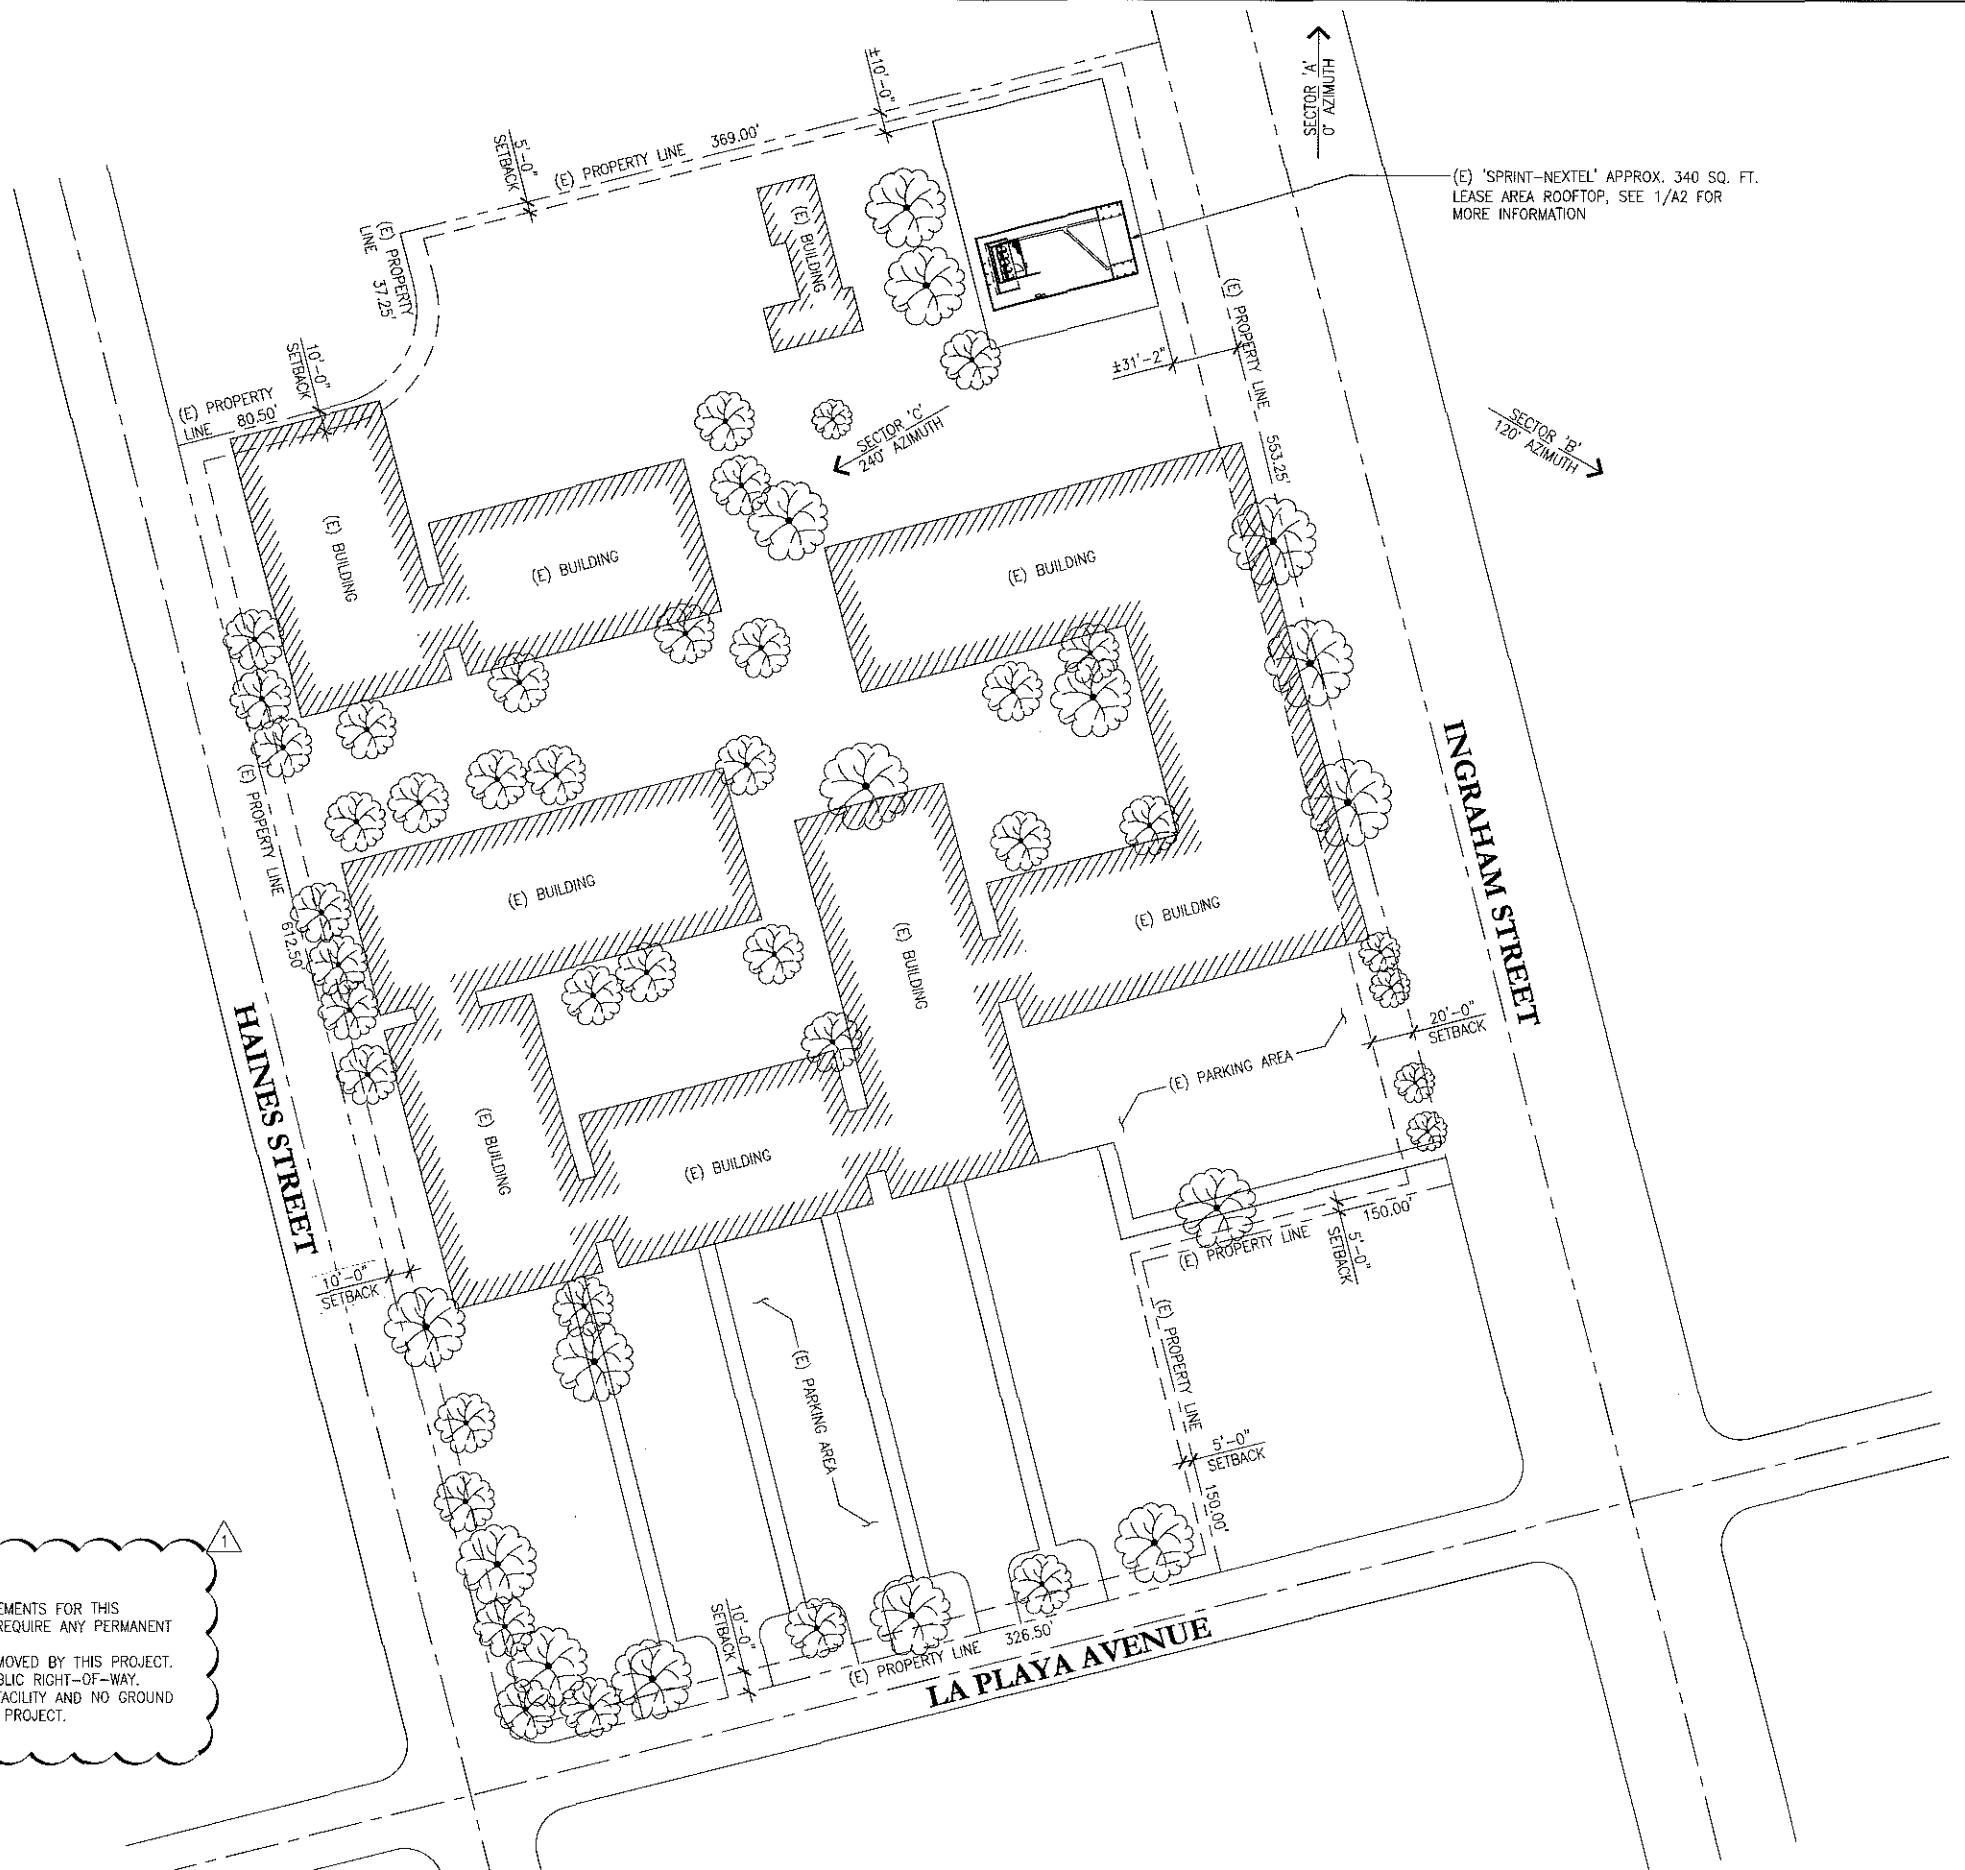 ±10'-0"
SECTOR 'A'
0° AZIMUTH
5'-0"
SETBACK
(E) PROPERTY LINE 369.00'
(E) 'SPRINT-NEXTEL' APPROX. 340 SQ. FT.
LEASE AREA ROOFTOP, SEE 1/A2 FOR
MORE INFORMATION
(E) PROPERTY
LINE 37.25'
(E) BUILDING
10'-0"
SETBACK
(E) PROPERTY
LINE 80.50'
±31'-2"
(E) PROPERTY LINE 553.25'
SECTOR 'C'
240° AZIMUTH
SECTOR 'B'
120° AZIMUTH
(E) BUILDING
(E) BUILDING
(E) BUILDING
(E) PROPERTY LINE 612.50'
INGRAHAM STREET
(E) BUILDING
(E) BUILDING
(E) BUILDING
HAINES STREET
20'-0"
SETBACK
(E) PARKING AREA
(E) BUILDING
(E) BUILDING
150.00'
(E) PROPERTY LINE
5'-0"
SETBACK
10'-0"
SETBACK
(E) PROPERTY LINE
150.00'
(E) PARKING AREA
5'-0"
SETBACK
1
EMENTS FOR THIS
REQUIRE ANY PERMANENT
MOVED BY THIS PROJECT.
BLIC RIGHT-OF-WAY.
FACILITY AND NO GROUND
PROJECT.
10'-0"
SETBACK
(E) PROPERTY LINE 326.50'
LA PLAYA AVENUE